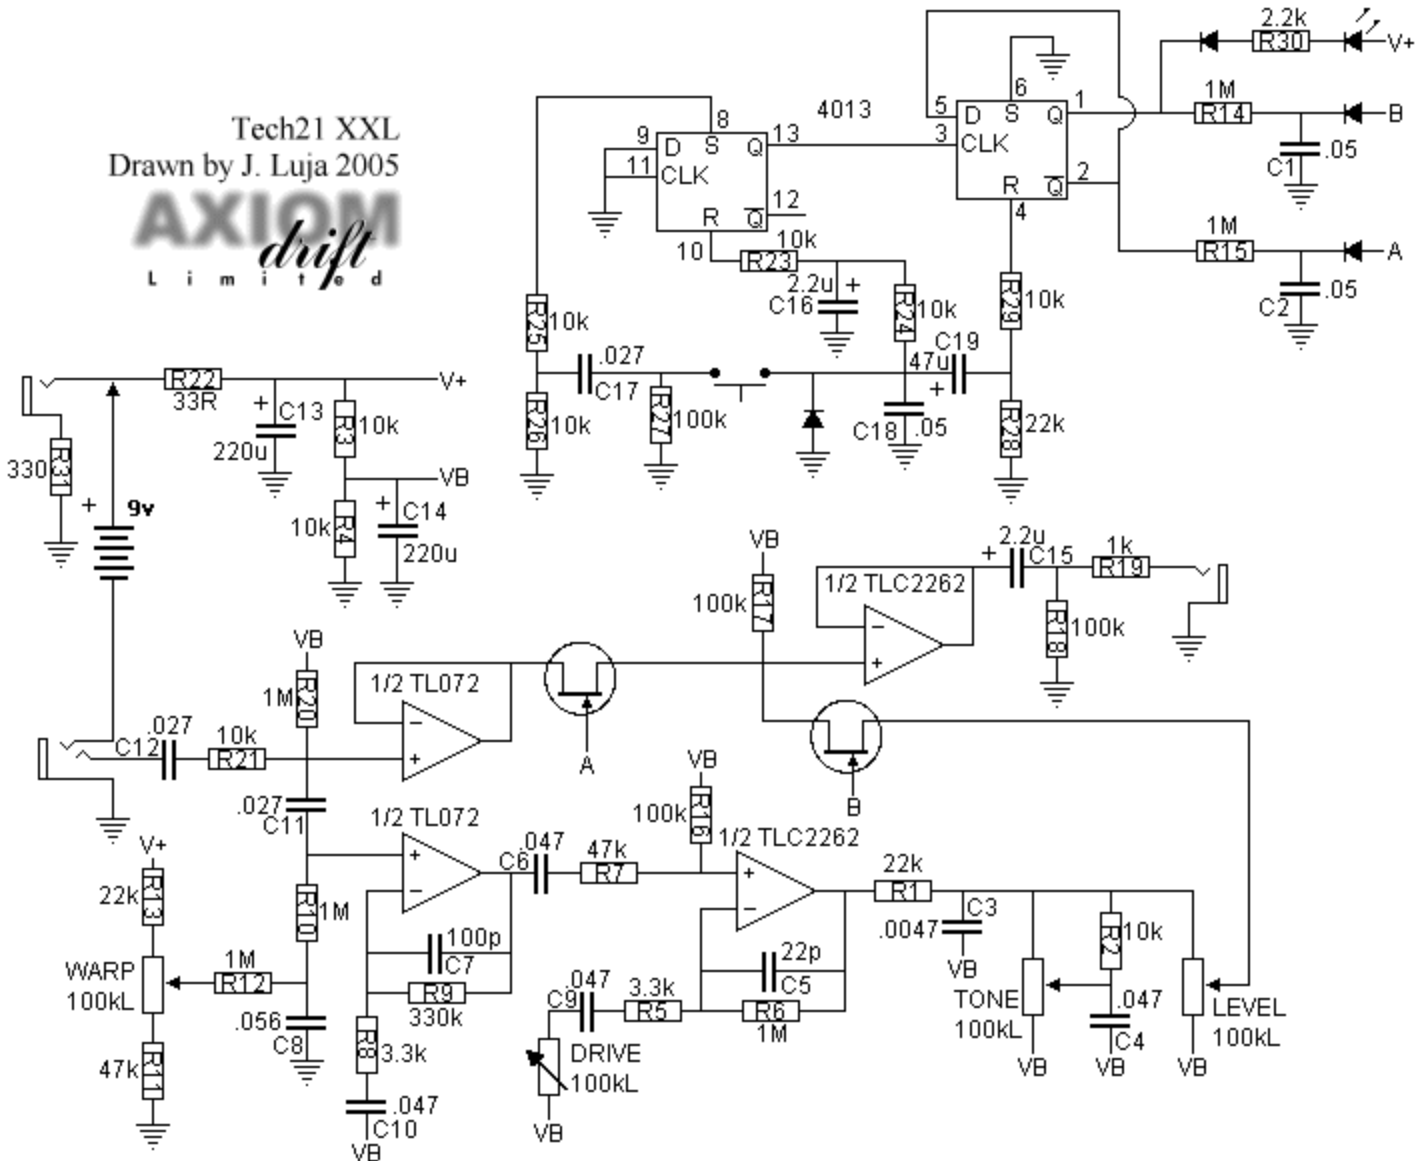 Tech21 XXL
Drawn by J. Luja 2005
AXIOM
drift
Limited
4013
8
9
D S Q
13
11
CLK
R Q
12
10
10k
R23
2.2u +
C16
R24
10k
R25
10k
.027
C17
R26
10k
R27
100k
C18
.05
47u
C19
+
R29
10k
R28
22k
5
6
D S Q
1
3
CLK
R Q
2
4
2.2k
R30
V+
1M
R14
B
C1
.05
1M
R15
A
C2
.05
R22
33R
V+
+
C13
220u
R3
10k
VB
330
R31
+
9v
10k
R4
+
C14
220u
VB
1M
R20
.027
C12
10k
R21
1/2 TL072
−
+
A
VB
100k
R17
1/2 TLC2262
−
+
+
2.2u
C15
1k
R19
R18
100k
B
.027
C11
1/2 TL072
+
−
C6
.047
47k
R7
VB
100k
R16
1/2 TLC2262
+
−
22k
R1
V+
22k
R13
WARP
100kL
R11
47k
1M
R12
R10
1M
.056
C8
100p
C7
R9
330k
R8
3.3k
.047
C10
VB
C9
.047
3.3k
R5
22p
C5
R6
1M
DRIVE
100kL
VB
C3
.0047
VB
TONE
100kL
VB
R2
10k
.047
C4
VB
LEVEL
100kL
VB